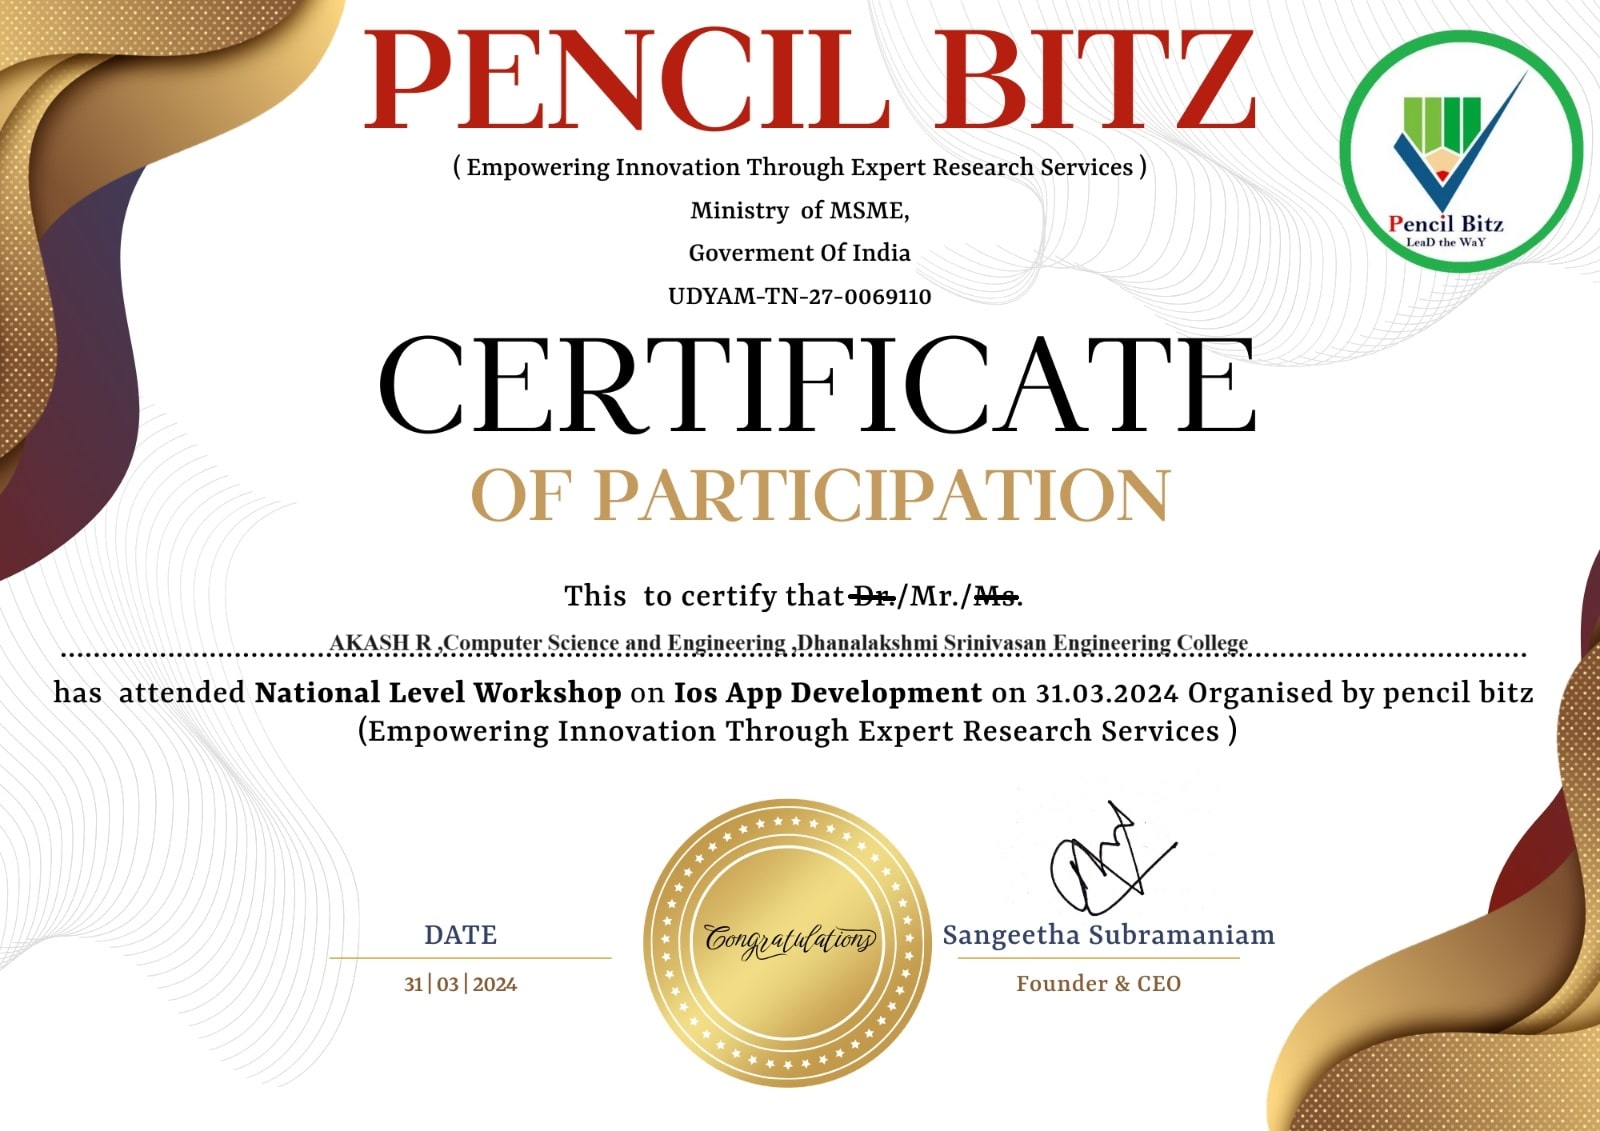 PENCIL BITZ
( Empowering Innovation Through Expert Research Services )
Ministry of MSME,
Goverment Of India
UDYAM-TN-27-0069110
Pencil Bitz
LeaD the WaY
CERTIFICATE
OF PARTICIPATION
This to certify that Dr./Mr./Ms.
AKASH R ,Computer Science and Engineering ,Dhanalakshmi Srinivasan Engineering College
has attended National Level Workshop on Ios App Development on 31.03.2024 Organised by pencil bitz
(Empowering Innovation Through Expert Research Services )
DATE
31|03|2024
Congratulations
Sangeetha Subramaniam
Founder & CEO